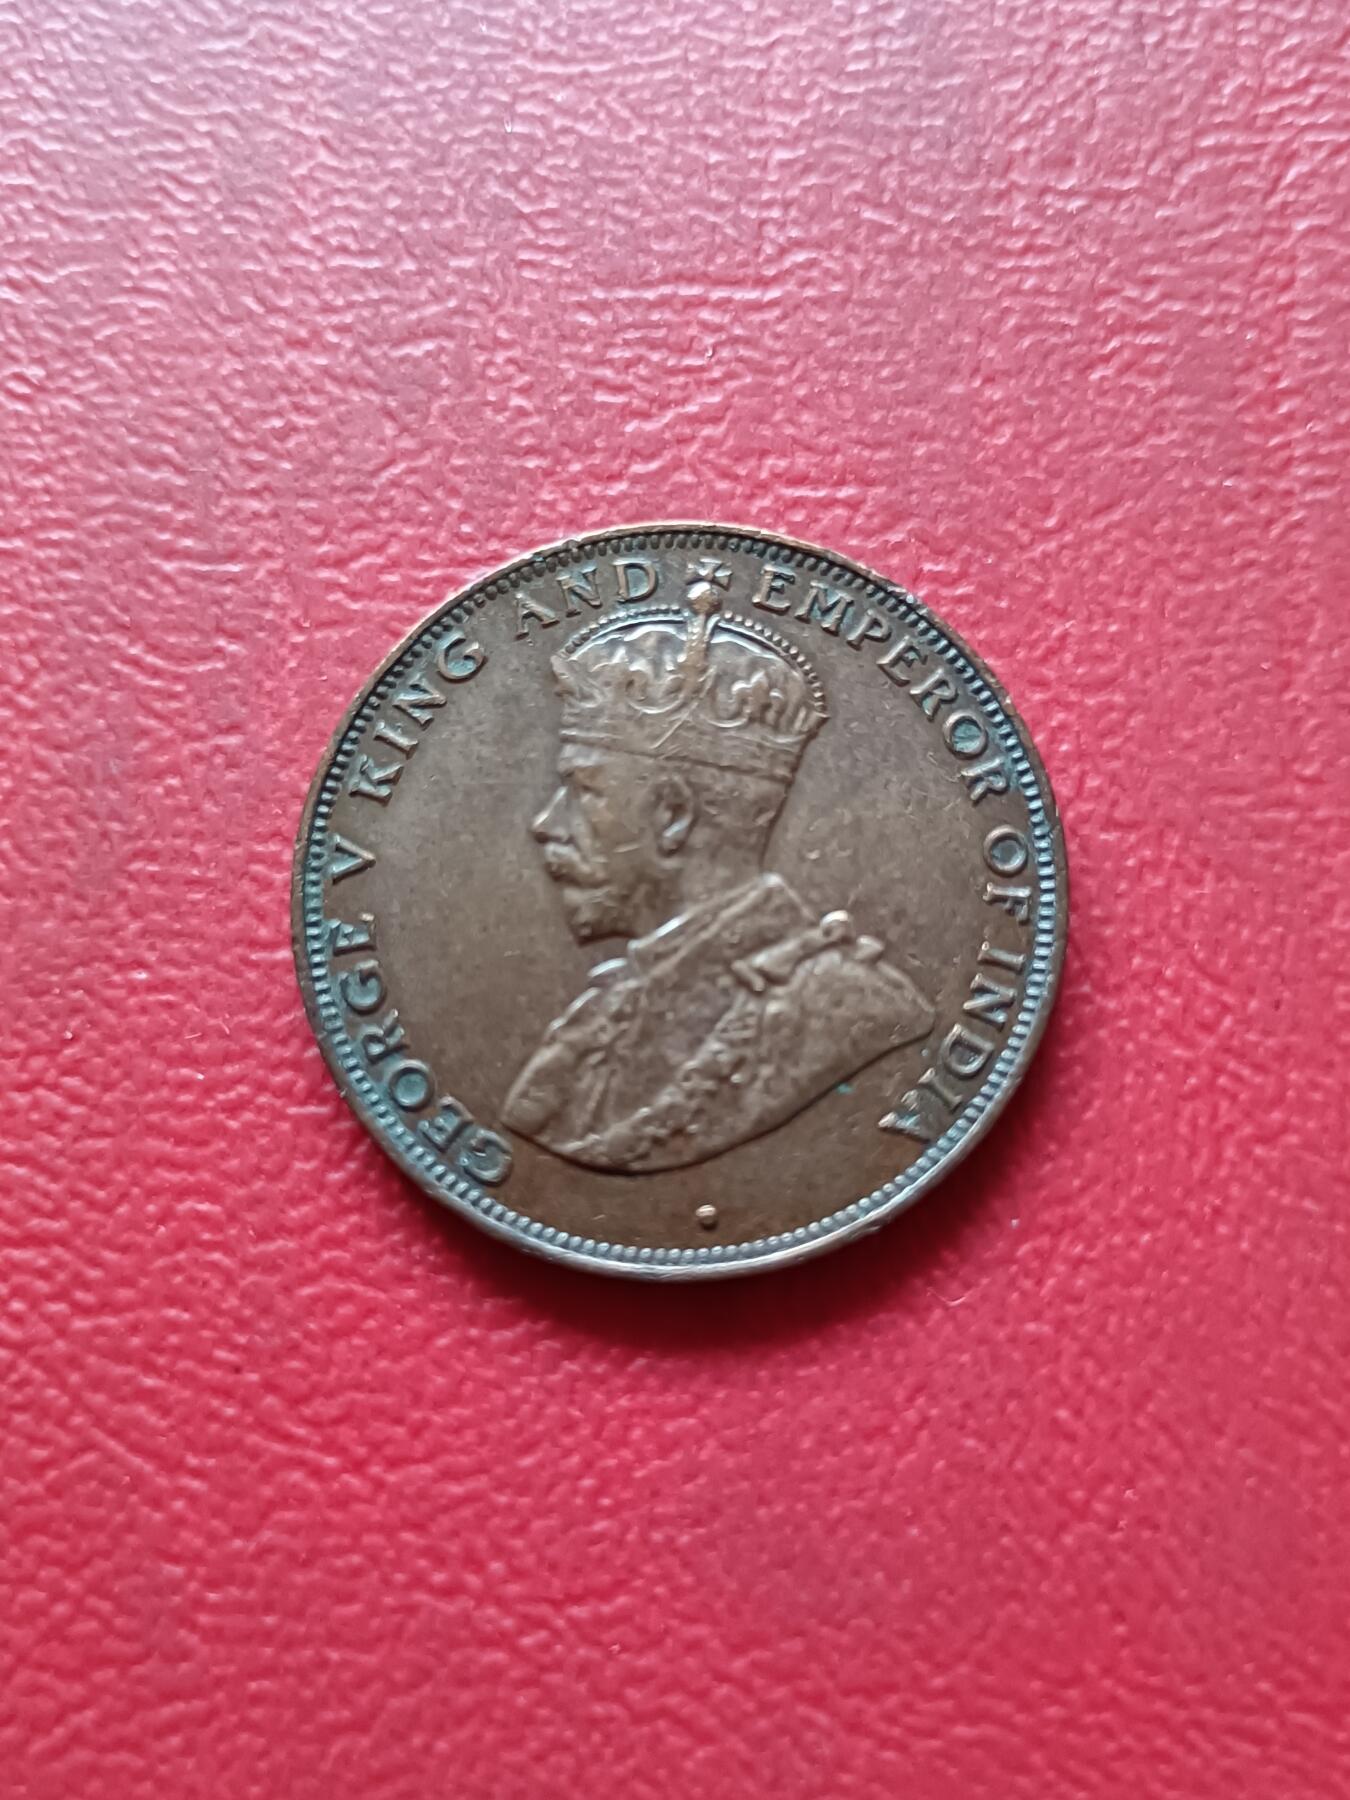 GEORGE V KING AND EMPEROR OF INDIA